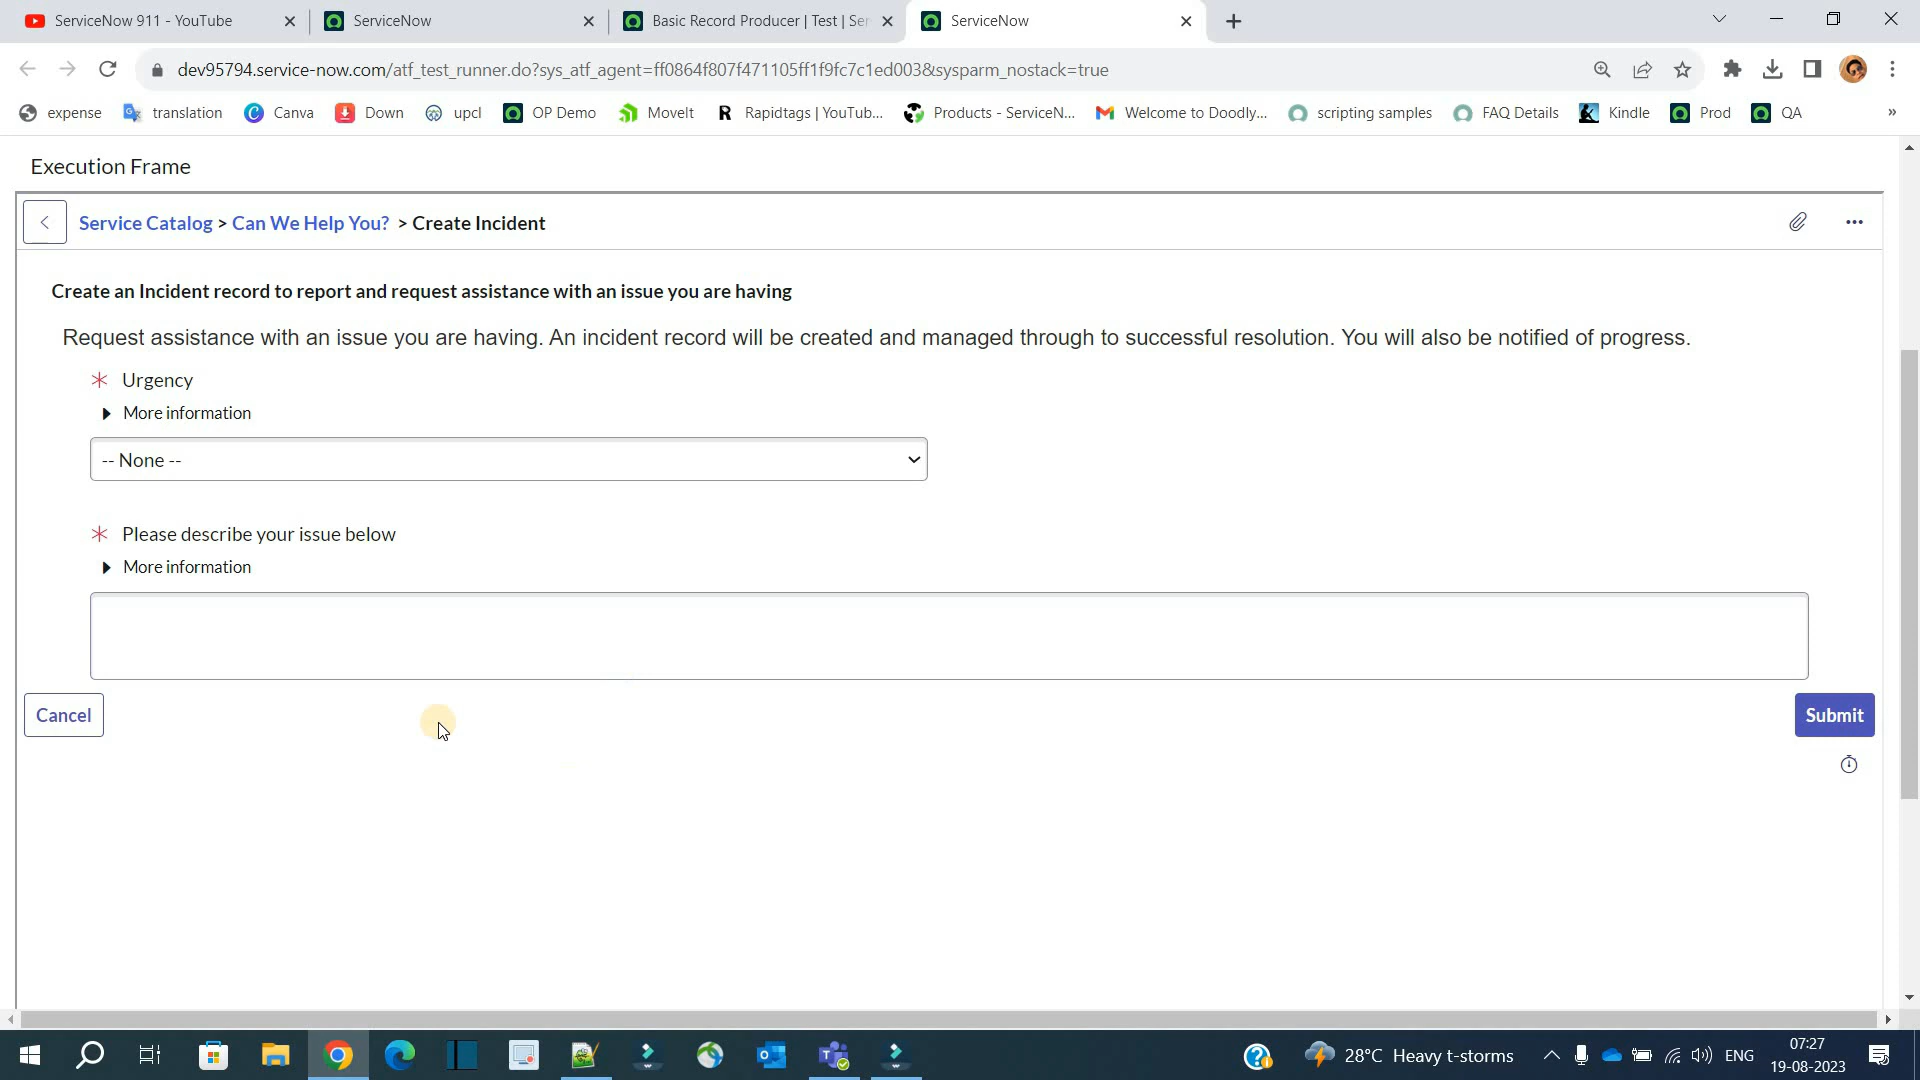 ServiceNow 911 - YouTube
ServiceNow
Basic Record Producer | Test | Ser
ServiceNow
dev95794.service-now.com/atf_test_runner.do?sys_atf_agent=ff0864f807f471105ff1f9fc7c1ed003&sysparm_nostack=true
expense
translation
Canva
Down
upcl
OP Demo
MoveIt
R Rapidtags | YouTub...
Products - ServiceN...
Welcome to Doodly...
scripting samples
FAQ Details
Kindle
Prod
QA
»
Execution Frame
Service Catalog > Can We Help You? > Create Incident
Create an Incident record to report and request assistance with an issue you are having
Request assistance with an issue you are having. An incident record will be created and managed through to successful resolution. You will also be notified of progress.
Urgency
More information
-- None --
Please describe your issue below
More information
Cancel
Submit
28°C Heavy t-storms
ENG
07:27
19-08-2023